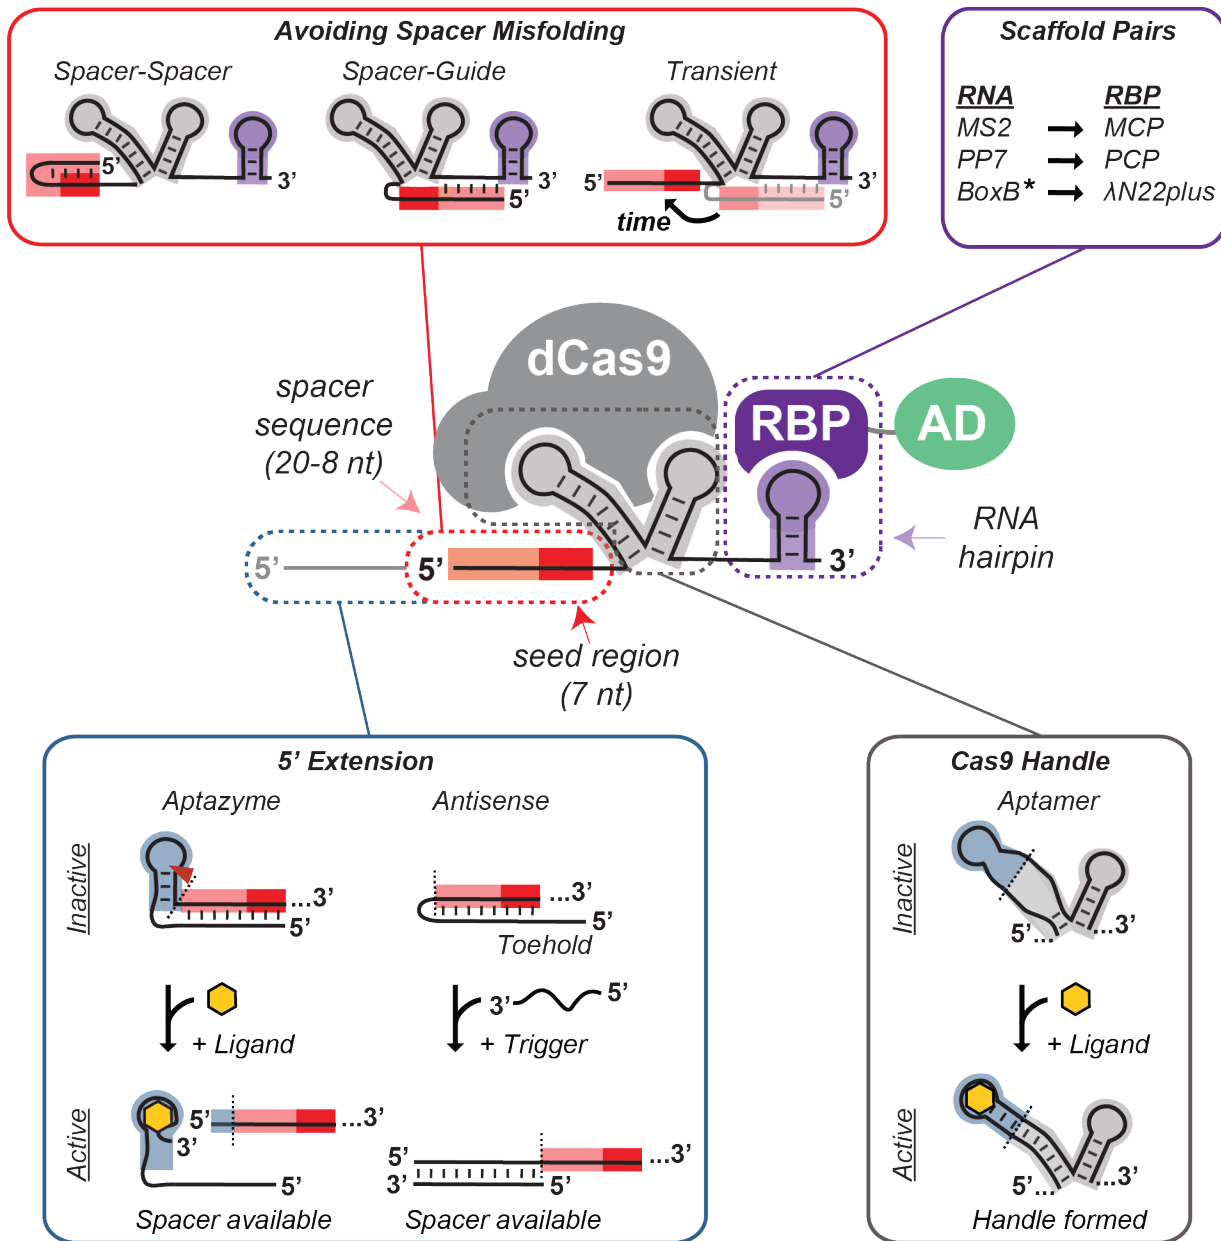 Avoiding Spacer Misfolding
Spacer-Spacer
Spacer-Guide
Transient
5’
3’
3’
5’
5’
3’
time
Scaffold Pairs
RNA RBP
MS2 MCP
PP7 PCP
BoxB* λN22plus
dCas9
RBP
AD
spacer
sequence
(20-8 nt)
5’
5’
3’
RNA
hairpin
seed region
(7 nt)
5’ Extension
Aptazyme
Antisense
Inactive
...3’
5’
...3’
5’
Toehold
+ Ligand
3’
5’
+ Trigger
Active
5’
...3’
3’
5’
Spacer available
5’
...3’
3’
5’
Spacer available
Cas9 Handle
Aptamer
Inactive
5’...
...3’
+ Ligand
Active
5’...
...3’
Handle formed